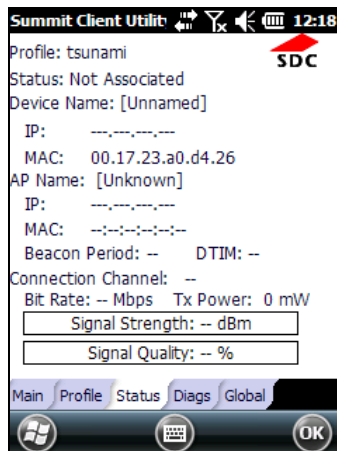 Summit Client Utility 12:18
Profile: tsunami
SDC
Status: Not Associated
Device Name: [Unnamed]
IP: ---.---.---.---
MAC: 00.17.23.a0.d4.26
AP Name: [Unknown]
IP: ---.---.---.---
MAC: --:--:--:--:--:--
Beacon Period: -- DTIM: --
Connection Channel: --
Bit Rate: -- Mbps Tx Power: 0 mW
Signal Strength: -- dBm
Signal Quality: -- %
Main Profile Status Diags Global
OK